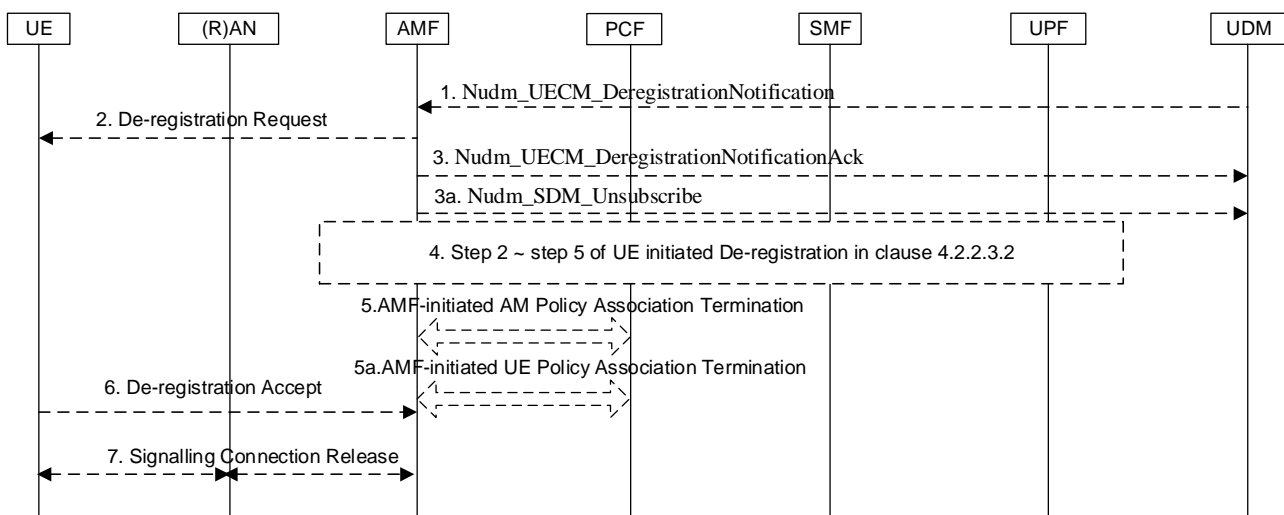 UE (R)AN AMF PCF SMF UPF UDM
1. Nudm_UECM_DeregistrationNotification
2. De-registration Request
3. Nudm_UECM_DeregistrationNotificationAck
3a. Nudm_SDM_Unsubscribe
4. Step 2 ~ step 5 of UE initiated De-registration in clause 4.2.2.3.2
5.AMF-initiated AM Policy Association Termination
5a.AMF-initiated UE Policy Association Termination
6. De-registration Accept
7. Signalling Connection Release